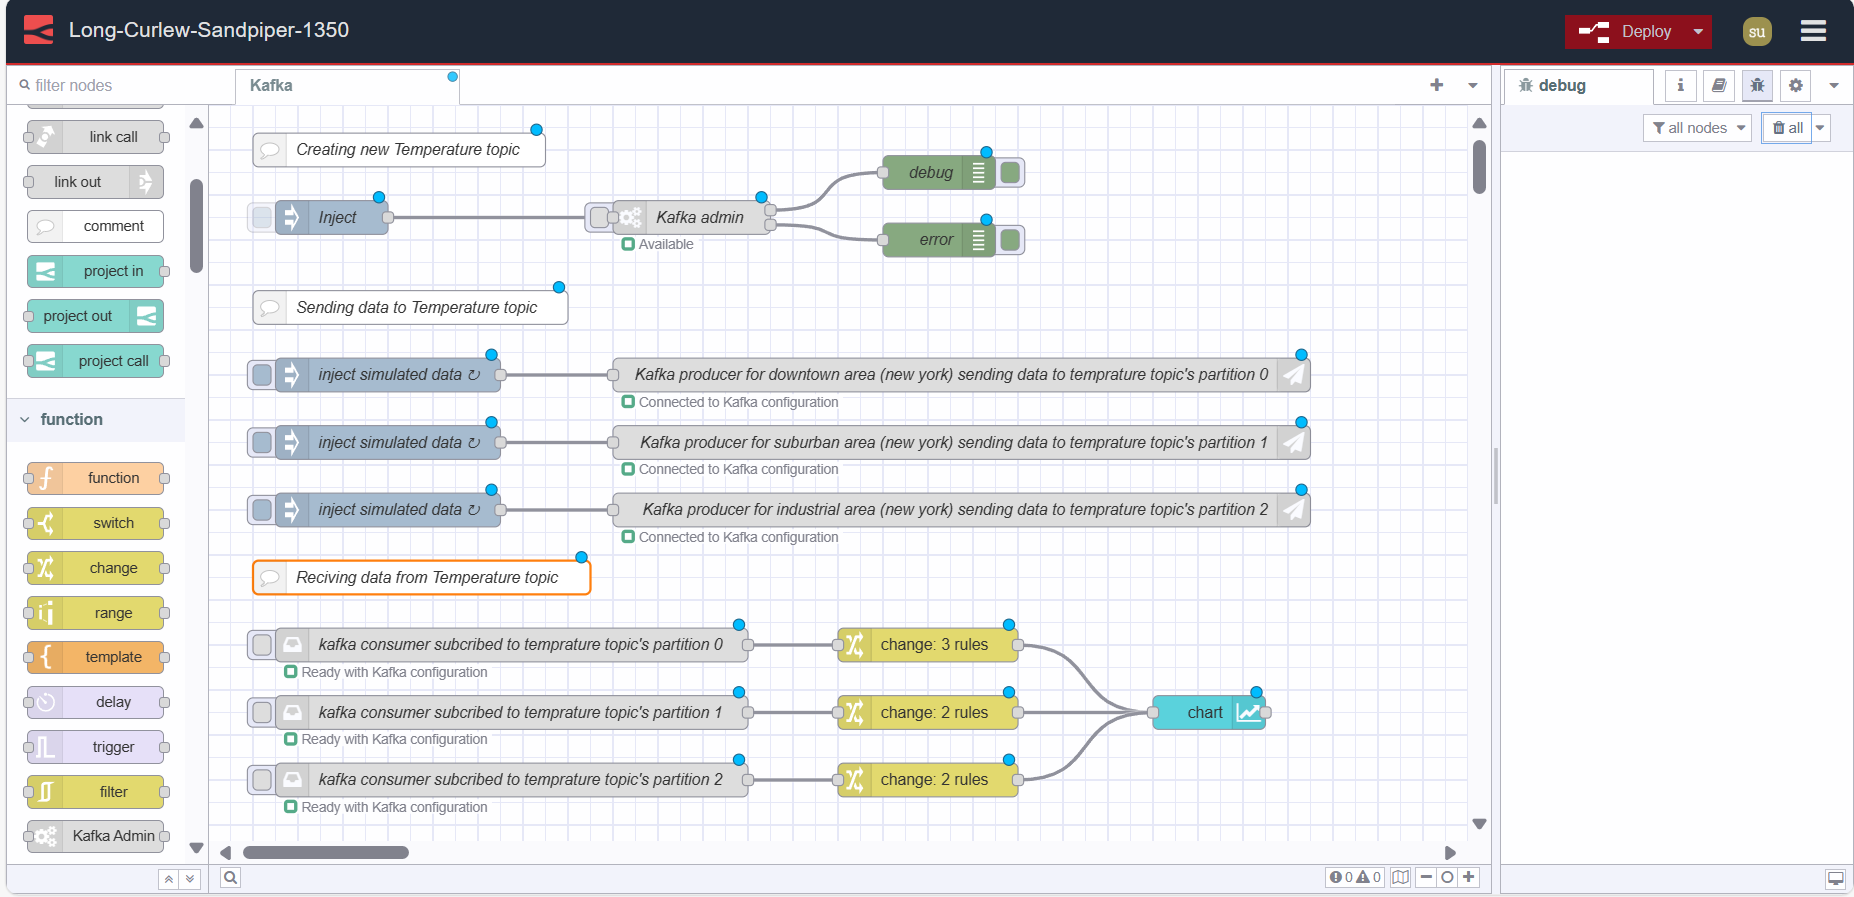 Long-Curlew-Sandpiper-1350
Deploy
su
filter nodes
Kafka
debug
i
all nodes
all
link call
link out
comment
project in
project out
project call
function
function
switch
change
range
template
delay
trigger
filter
Kafka Admin
Creating new Temperature topic
Inject
Kafka admin
Available
debug
error
Sending data to Temperature topic
inject simulated data ↻
Kafka producer for downtown area (new york) sending data to temprature topic's partition 0
Connected to Kafka configuration
inject simulated data ↻
Kafka producer for suburban area (new york) sending data to temprature topic's partition 1
Connected to Kafka configuration
inject simulated data ↻
Kafka producer for industrial area (new york) sending data to temprature topic's partition 2
Connected to Kafka configuration
Reciving data from Temperature topic
kafka consumer subcribed to temprature topic's partition 0
change: 3 rules
Ready with Kafka configuration
kafka consumer subcribed to temprature topic's partition 1
change: 2 rules
chart
Ready with Kafka configuration
kafka consumer subcribed to temprature topic's partition 2
change: 2 rules
Ready with Kafka configuration
0 0